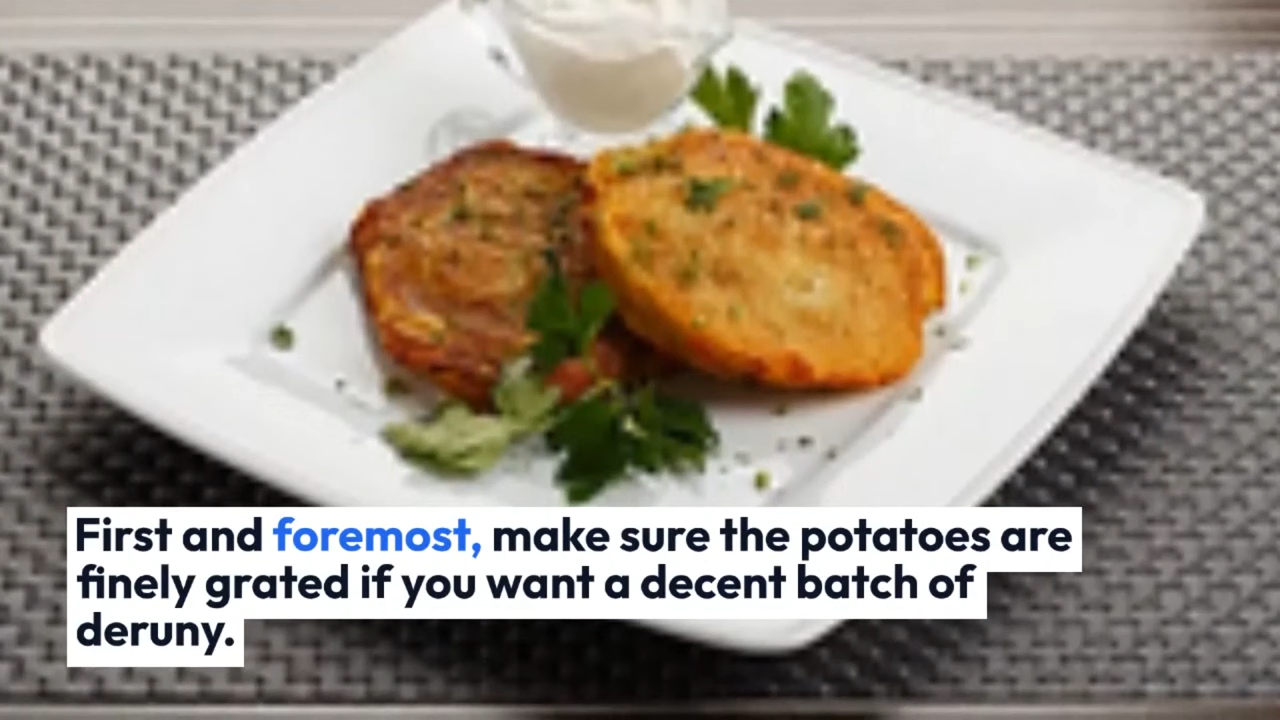 First and foremost, make sure the potatoes are
finely grated if you want a decent batch of
deruny.